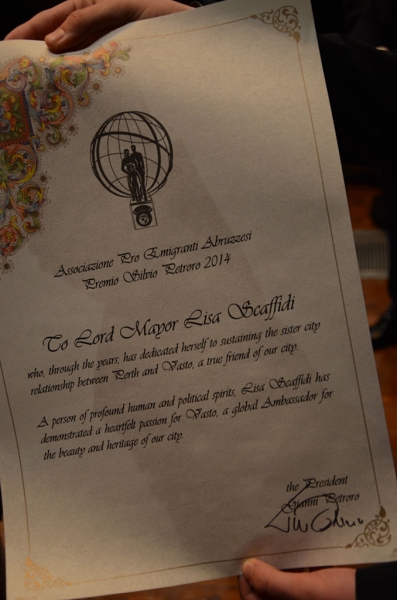 Associazione Pro Emigranti Abruzzesi
Premio Silvio Petroro 2014
To Lord Mayor Lisa Scaffidi
who, through the years, has dedicated herself to sustaining the sister city
relationship between Perth and Vasto, a true friend of our city.
A person of profound human and political spirits, Lisa Scaffidi has
demonstrated a heartfelt passion for Vasto, a global Ambassador for
the beauty and heritage of our city.
the President
Gianni Petroro